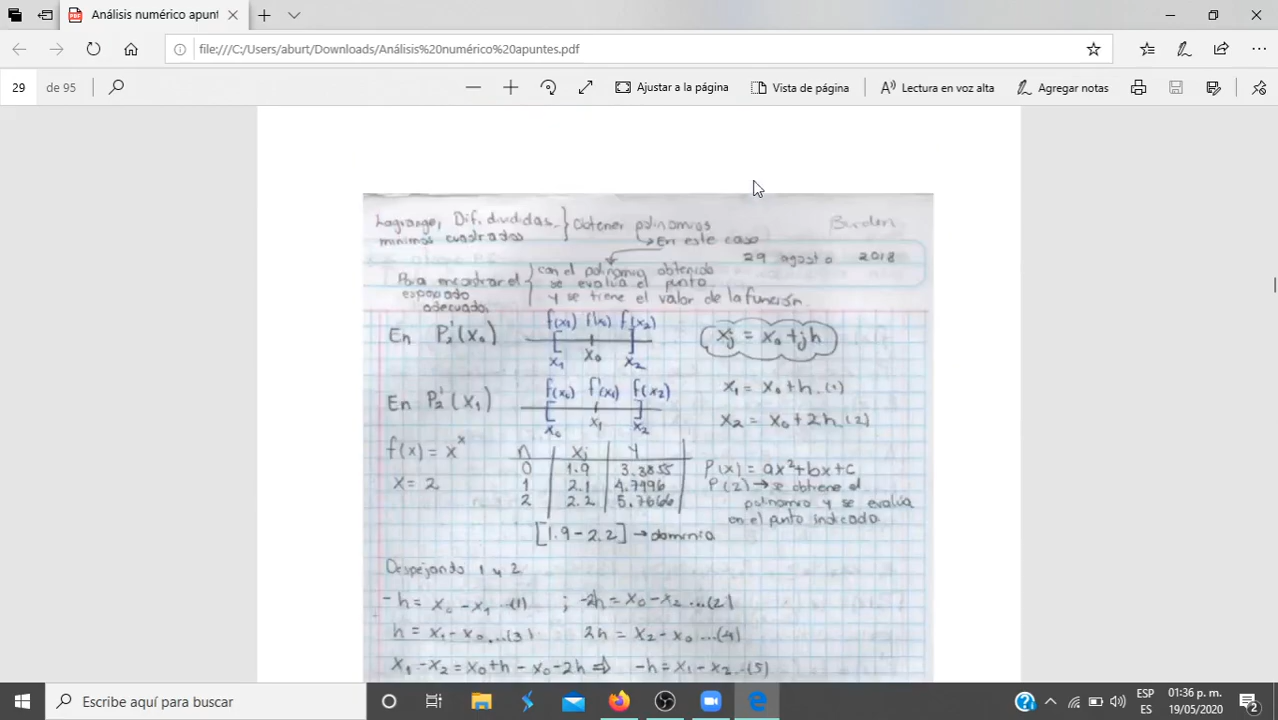 Análisis numérico apunt
file:///C:/Users/aburt/Downloads/Análisis%20numérico%20apuntes.pdf
29 de 95
Ajustar a la página
Vista de página
Lectura en voz alta
Agregar notas
Lagrange, Dif. divididas.
mínimos cuadrados
Obtener polinomios
En este caso
Burden
29 agosto 2018
Para encontrar el
espaciado
adecuado.
con el polinomio obtenido
se evalúa el punto
y se tiene el valor de la función.
En P₂'(x₀)
f(x₁) f'(x₀) f(x₂)
x₁ x₀ x₂
xj = x₀ + jh
En P₂'(x₁)
f(x₀) f'(x₁) f(x₂)
x₀ x₁ x₂
x₁ = x₀ + h...(1)
x₂ = x₀ + 2h...(2)
f(x) = xˣ
x = 2
n xj y
0 1.9 3.3855
1 2.1 4.7496
2 2.2 5.7666
[1.9 - 2.2] → dominio
P(x) = ax² + bx + c
P(2) → se obtiene el
polinomio y se evalúa
en el punto indicado
Despejando 1 y 2
-h = x₀ - x₁ ...(1) ; -2h = x₀ - x₂ ...(2)
h = x₁ - x₀ ...(3) 2h = x₂ - x₀ ...(4)
x₁ - x₂ = x₀ + h - x₀ - 2h ⇒ -h = x₁ - x₂ ...(5)
Escribe aquí para buscar
ESP
ES
01:36 p. m.
19/05/2020
2